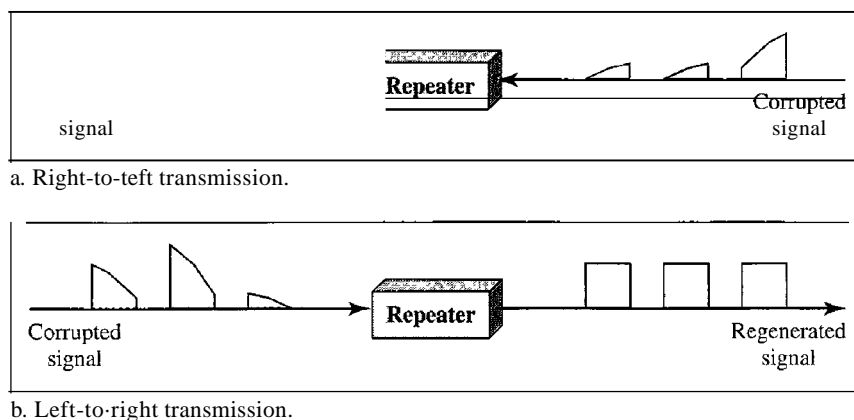 Repeater
Corrupted
signal
signal
a. Right-to-teft transmission.
Corrupted
signal
Repeater
Regenerated
signal
b. Left-to·right transmission.